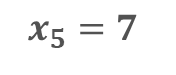 x₅ = 7